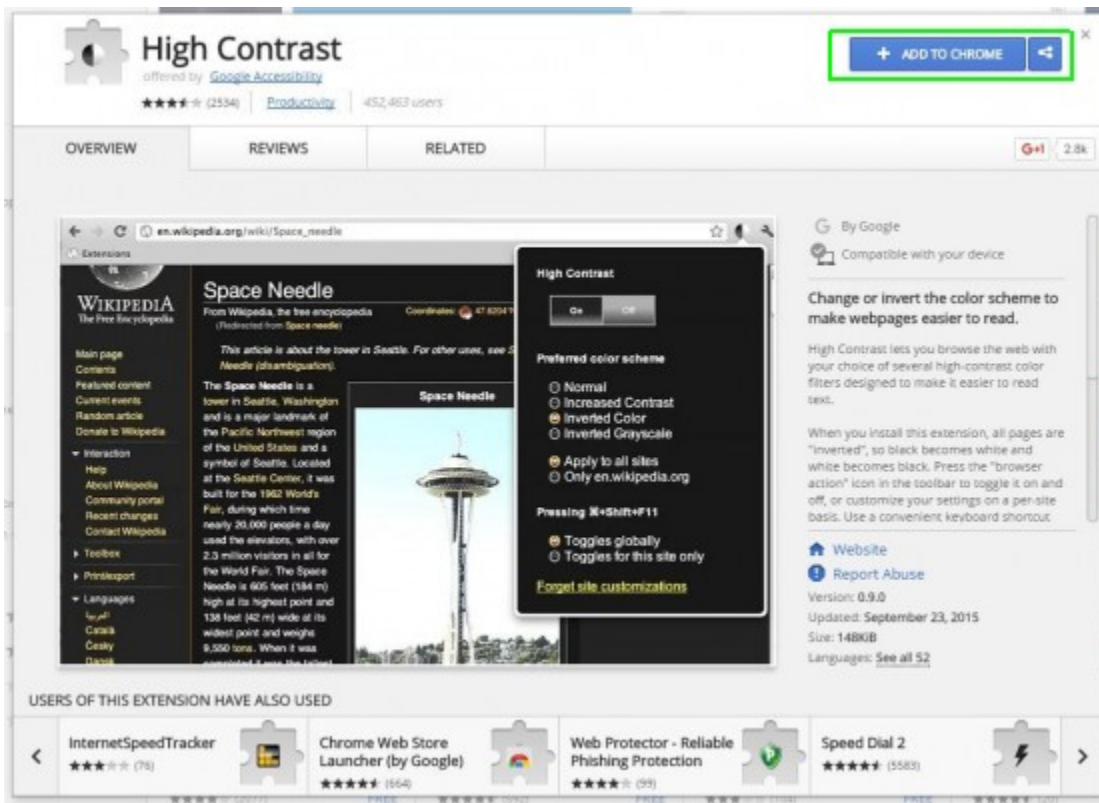 High Contrast
offered by Google Accessibility
(2534) Productivity 452,463 users
+ ADD TO CHROME
×
OVERVIEW REVIEWS RELATED
G+1 2.8k
en.wikipedia.org/wiki/Space_needle
Extensions
WIKIPEDIA
The Free Encyclopedia
Main page
Contents
Featured content
Current events
Random article
Donate to Wikipedia
Interaction
Help
About Wikipedia
Community portal
Recent changes
Contact Wikipedia
Toolbox
Print/export
Languages
العربية
Català
Česky
Dansk
Space Needle
From Wikipedia, the free encyclopedia
Coordinates:
(Redirected from Space needle)
This article is about the tower in Seattle. For other uses, see S
Needle (disambiguation).
The Space Needle is a
tower in Seattle, Washington
and is a major landmark of
the Pacific Northwest region
of the United States and a
symbol of Seattle. Located
at the Seattle Center, it was
built for the 1962 World's
Fair, during which time
nearly 20,000 people a day
used the elevators, with over
2.3 million visitors in all for
the World Fair. The Space
Needle is 605 feet (184 m)
high at its highest point and
138 feet (42 m) wide at its
widest point and weighs
9,550 tons. When it was
completed it was the tallest
Space Needle
High Contrast
On Off
Preferred color scheme
Normal
Increased Contrast
Inverted Color
Inverted Grayscale
Apply to all sites
Only en.wikipedia.org
Pressing ⌘+Shift+F11
Toggles globally
Toggles for this site only
Forget site customizations
By Google
Compatible with your device
Change or invert the color scheme to
make webpages easier to read.
High Contrast lets you browse the web with
your choice of several high-contrast color
filters designed to make it easier to read
text.
When you install this extension, all pages are
"inverted", so black becomes white and
white becomes black. Press the "browser
action" icon in the toolbar to toggle it on and
off, or customize your settings on a per-site
basis. Use a convenient keyboard shortcut
Website
Report Abuse
Version: 0.9.0
Updated: September 23, 2015
Size: 148KiB
Languages: See all 52
USERS OF THIS EXTENSION HAVE ALSO USED
InternetSpeedTracker
(76)
Chrome Web Store
Launcher (by Google)
(664)
Web Protector - Reliable
Phishing Protection
(99)
Speed Dial 2
(5583)